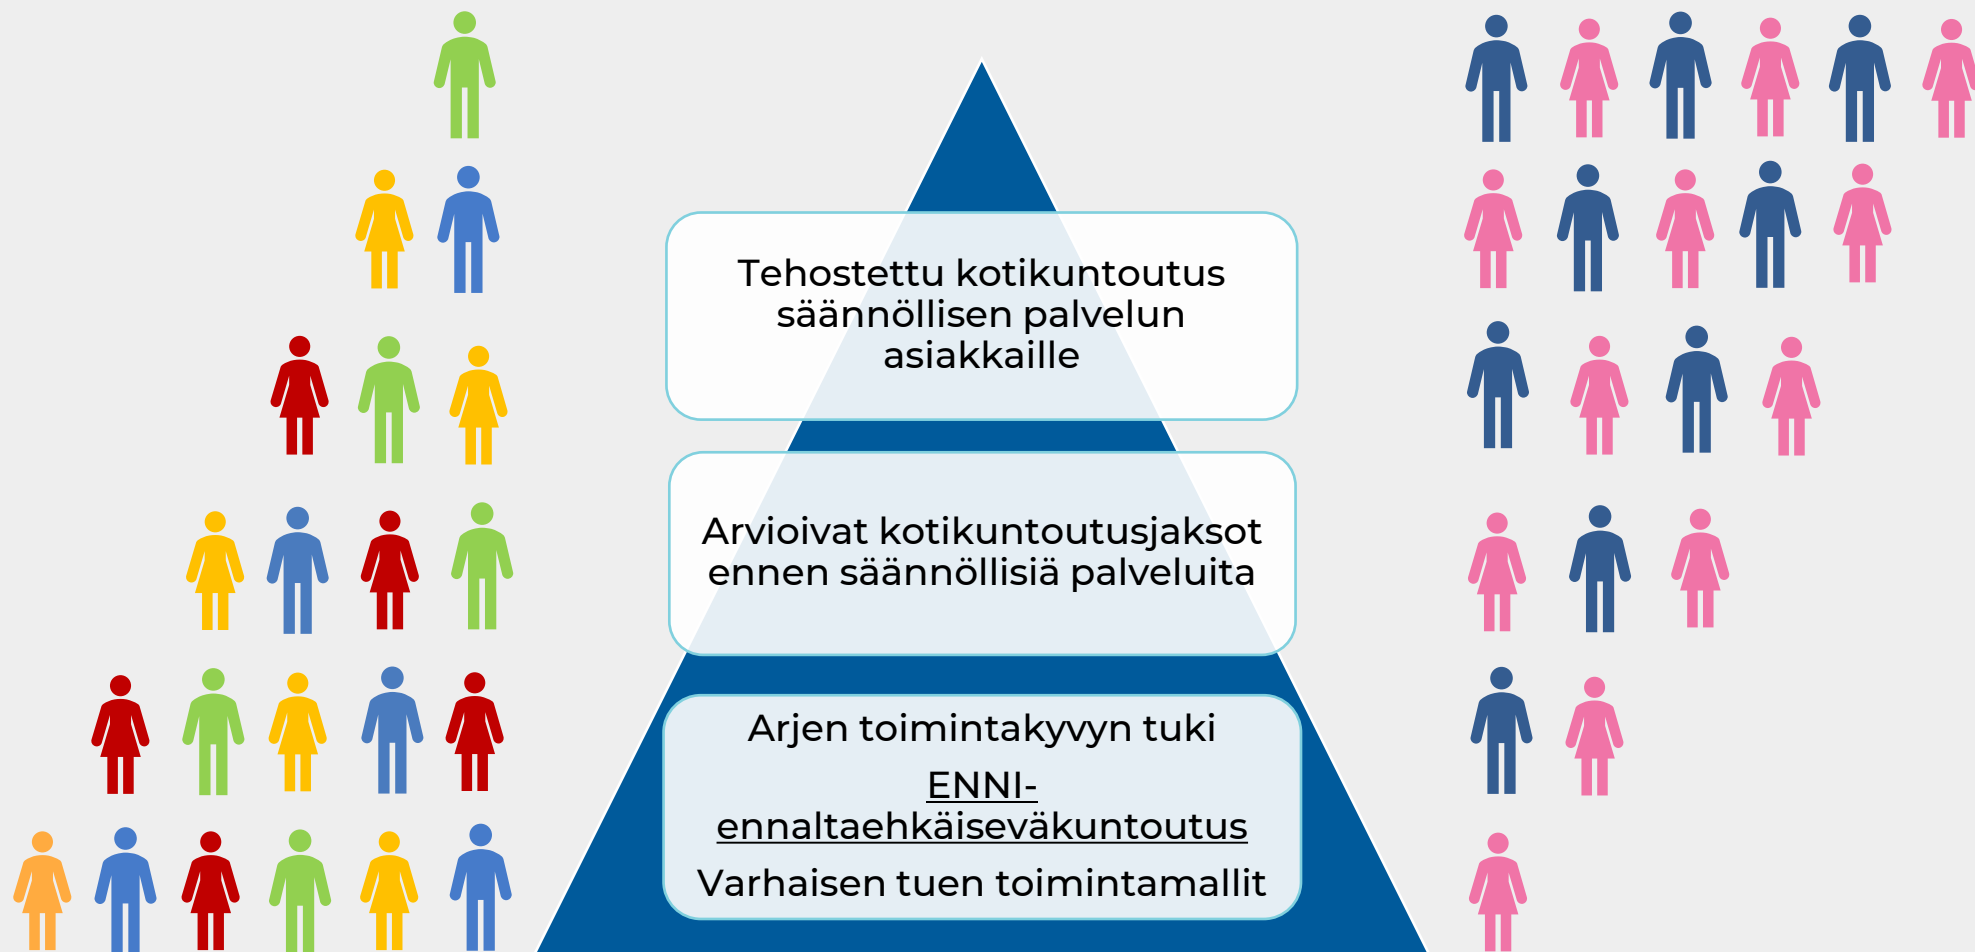 Tehostettu kotikuntoutus
säännöllisen palvelun
asiakkaille
Arvioivat kotikuntoutusjaksot
ennen säännöllisiä palveluita
Arjen toimintakyvyn tuki
ENNI-
ennaltaehkäiseväkuntoutus
Varhaisen tuen toimintamallit